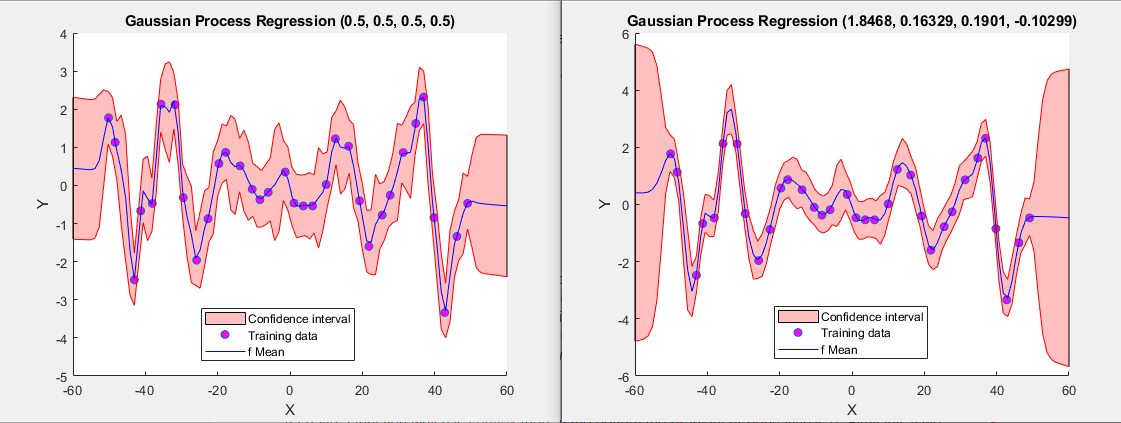 Gaussian Process Regression (0.5, 0.5, 0.5, 0.5)
4
3
2
1
0
-1
-2
-3
-4
-5
Y
-60 -40 -20 0 20 40 60
X
Confidence interval
Training data
f Mean
Gaussian Process Regression (1.8468, 0.16329, 0.1901, -0.10299)
6
4
2
0
-2
-4
-6
Y
-60 -40 -20 0 20 40 60
X
Confidence interval
Training data
f Mean